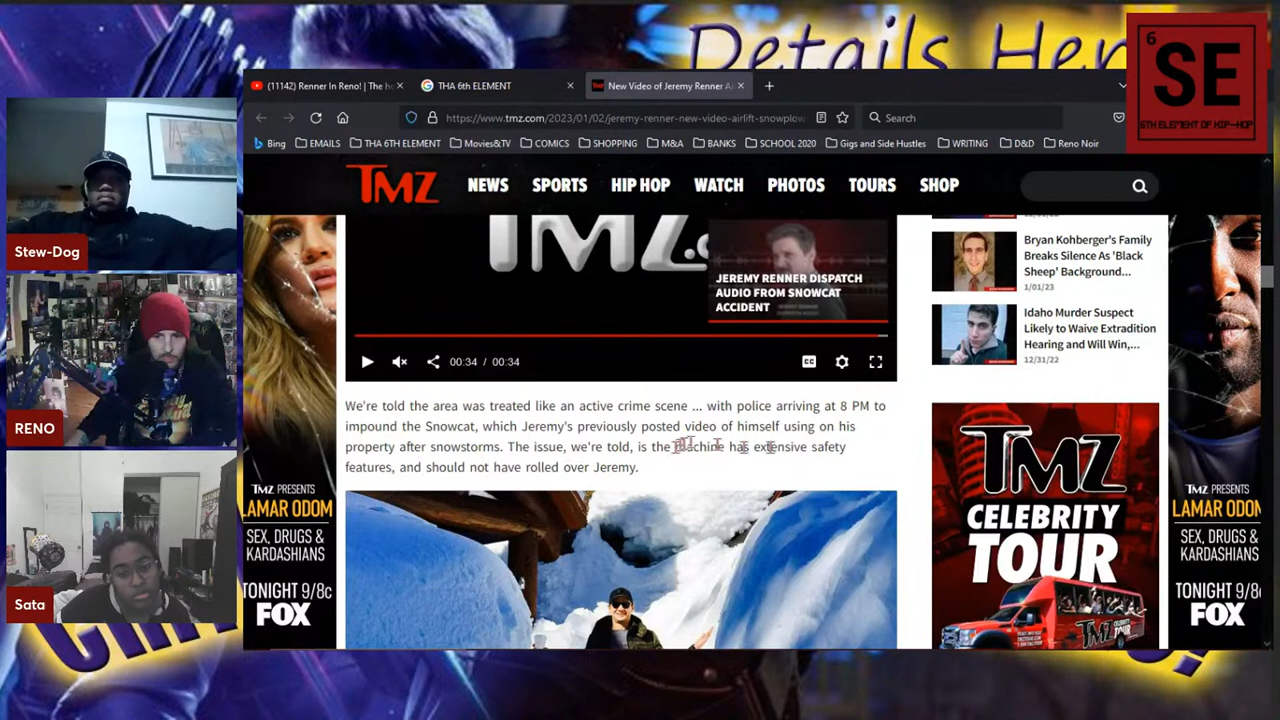 Details Her
6
SE
6TH ELEMENT OF HIP-HOP
(11142) Renner In Reno! | The h
THA 6th ELEMENT
New Video of Jeremy Renner A
https://www.tmz.com/2023/01/02/jeremy-renner-new-video-airlift-snowplow
Search
Bing
EMAILS
THA 6TH ELEMENT
Movies&TV
COMICS
SHOPPING
M&A
BANKS
SCHOOL 2020
Gigs and Side Hustles
WRITING
D&D
Reno Noir
TMZ
NEWS
SPORTS
HIP HOP
WATCH
PHOTOS
TOURS
SHOP
Stew-Dog
RENO
Sata
TMZ.
JEREMY RENNER DISPATCH
AUDIO FROM SNOWCAT
ACCIDENT
00:34 / 00:34
CC
We're told the area was treated like an active crime scene ... with police arriving at 8 PM to
impound the Snowcat, which Jeremy's previously posted video of himself using on his
property after snowstorms. The issue, we're told, is the machine has extensive safety
features, and should not have rolled over Jeremy.
Bryan Kohberger's Family
Breaks Silence As 'Black
Sheep' Background...
1/01/23
Idaho Murder Suspect
Likely to Waive Extradition
Hearing and Will Win,...
12/31/22
TMZ
CELEBRITY
TOUR
TMZ
TOUR
TMZ PRESENTS
LAMAR ODOM
SEX, DRUGS &
KARDASHIANS
TONIGHT 9/8c
FOX
TMZ PRESENTS
LAMAR ODOM
SEX, DRUGS &
KARDASHIANS
TONIGHT 9/8
FOX